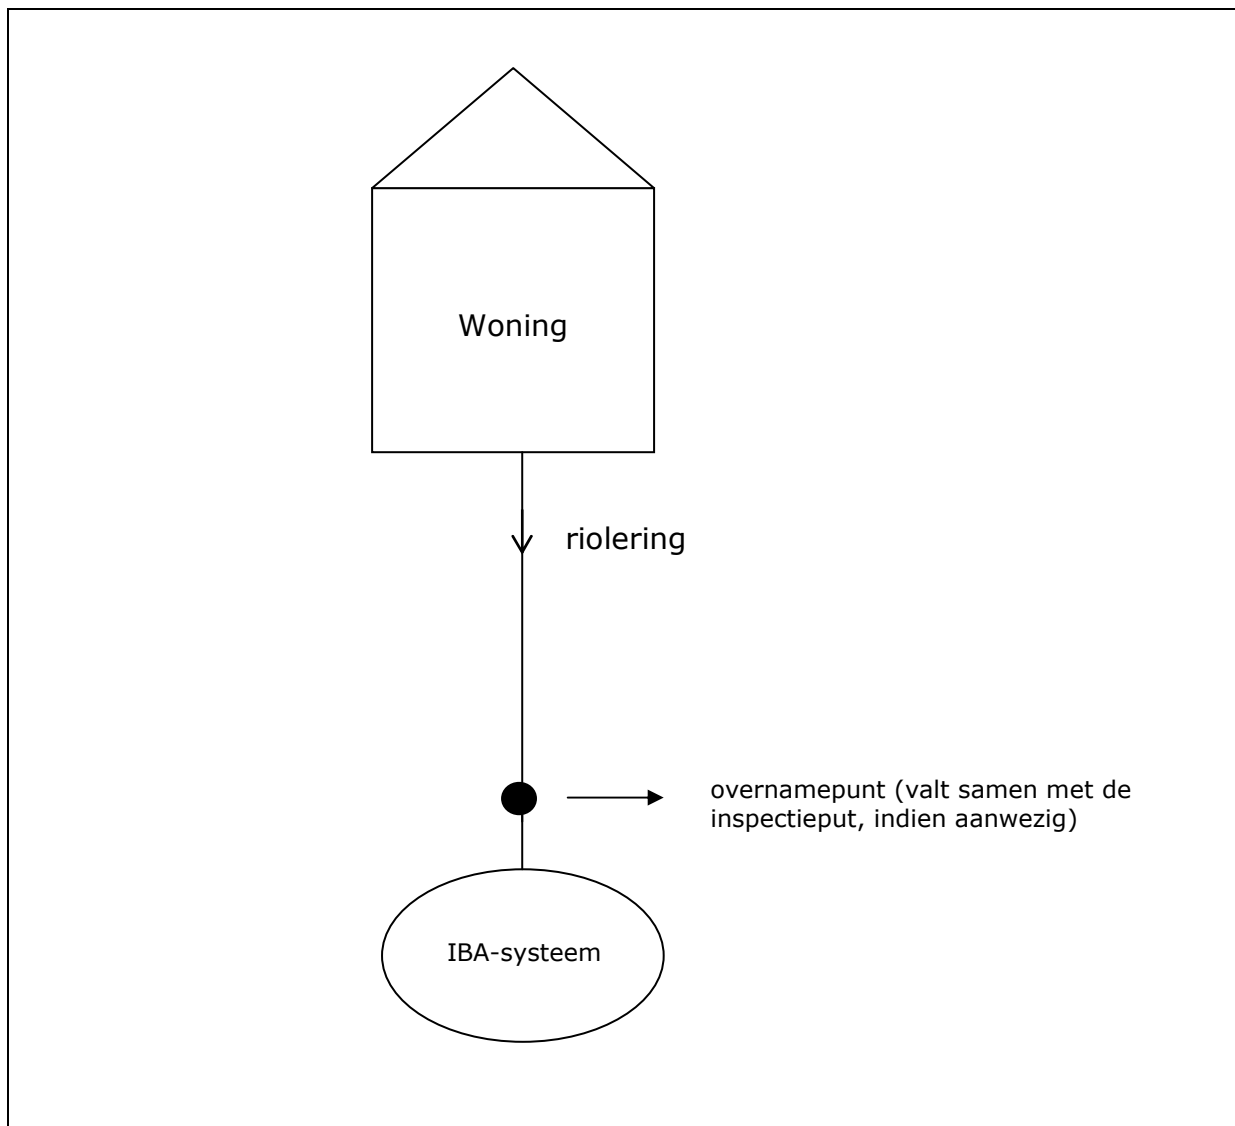 Woning
riolering
overnamepunt (valt samen met de
inspectieput, indien aanwezig)
IBA-systeem